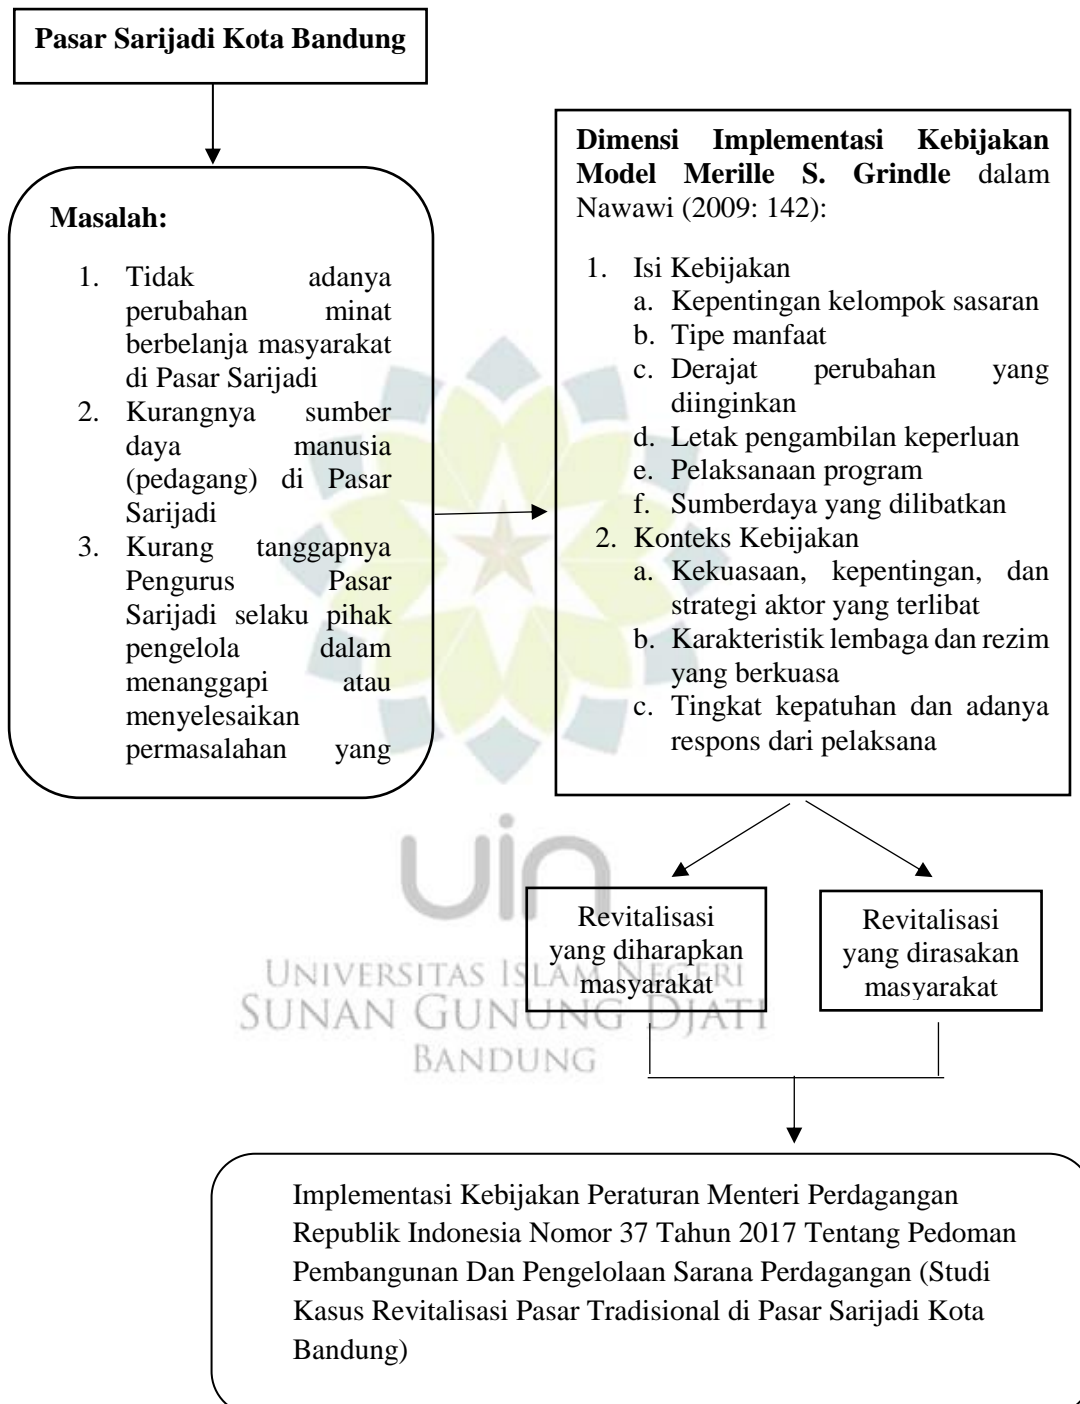 Pasar Sarijadi Kota Bandung
Masalah:
1. Tidak adanya
perubahan minat
berbelanja masyarakat
di Pasar Sarijadi
2. Kurangnya sumber
daya manusia
(pedagang) di Pasar
Sarijadi
3. Kurang tanggapnya
Pengurus Pasar
Sarijadi selaku pihak
pengelola dalam
menanggapi atau
menyelesaikan
permasalahan yang
Dimensi Implementasi Kebijakan
Model Merille S. Grindle dalam
Nawawi (2009: 142):
1. Isi Kebijakan
a. Kepentingan kelompok sasaran
b. Tipe manfaat
c. Derajat perubahan yang
diinginkan
d. Letak pengambilan keperluan
e. Pelaksanaan program
f. Sumberdaya yang dilibatkan
2. Konteks Kebijakan
a. Kekuasaan, kepentingan, dan
strategi aktor yang terlibat
b. Karakteristik lembaga dan rezim
yang berkuasa
c. Tingkat kepatuhan dan adanya
respons dari pelaksana
Revitalisasi
yang diharapkan
masyarakat
Revitalisasi
yang dirasakan
masyarakat
uin
UNIVERSITAS ISLAM NEGERI
SUNAN GUNUNG DJATI
BANDUNG
Implementasi Kebijakan Peraturan Menteri Perdagangan
Republik Indonesia Nomor 37 Tahun 2017 Tentang Pedoman
Pembangunan Dan Pengelolaan Sarana Perdagangan (Studi
Kasus Revitalisasi Pasar Tradisional di Pasar Sarijadi Kota
Bandung)